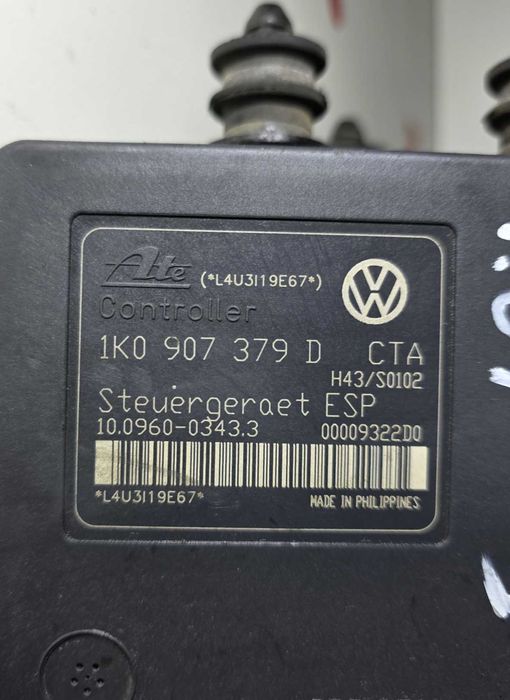 Ate (*L4U3I19E67*)
Controller
1K0 907 379 D CTA
H43/S0102
Steuergeraet ESP
10.0960-0343.3 00009322D0
*L4U3I19E67* MADE IN PHILIPPINES